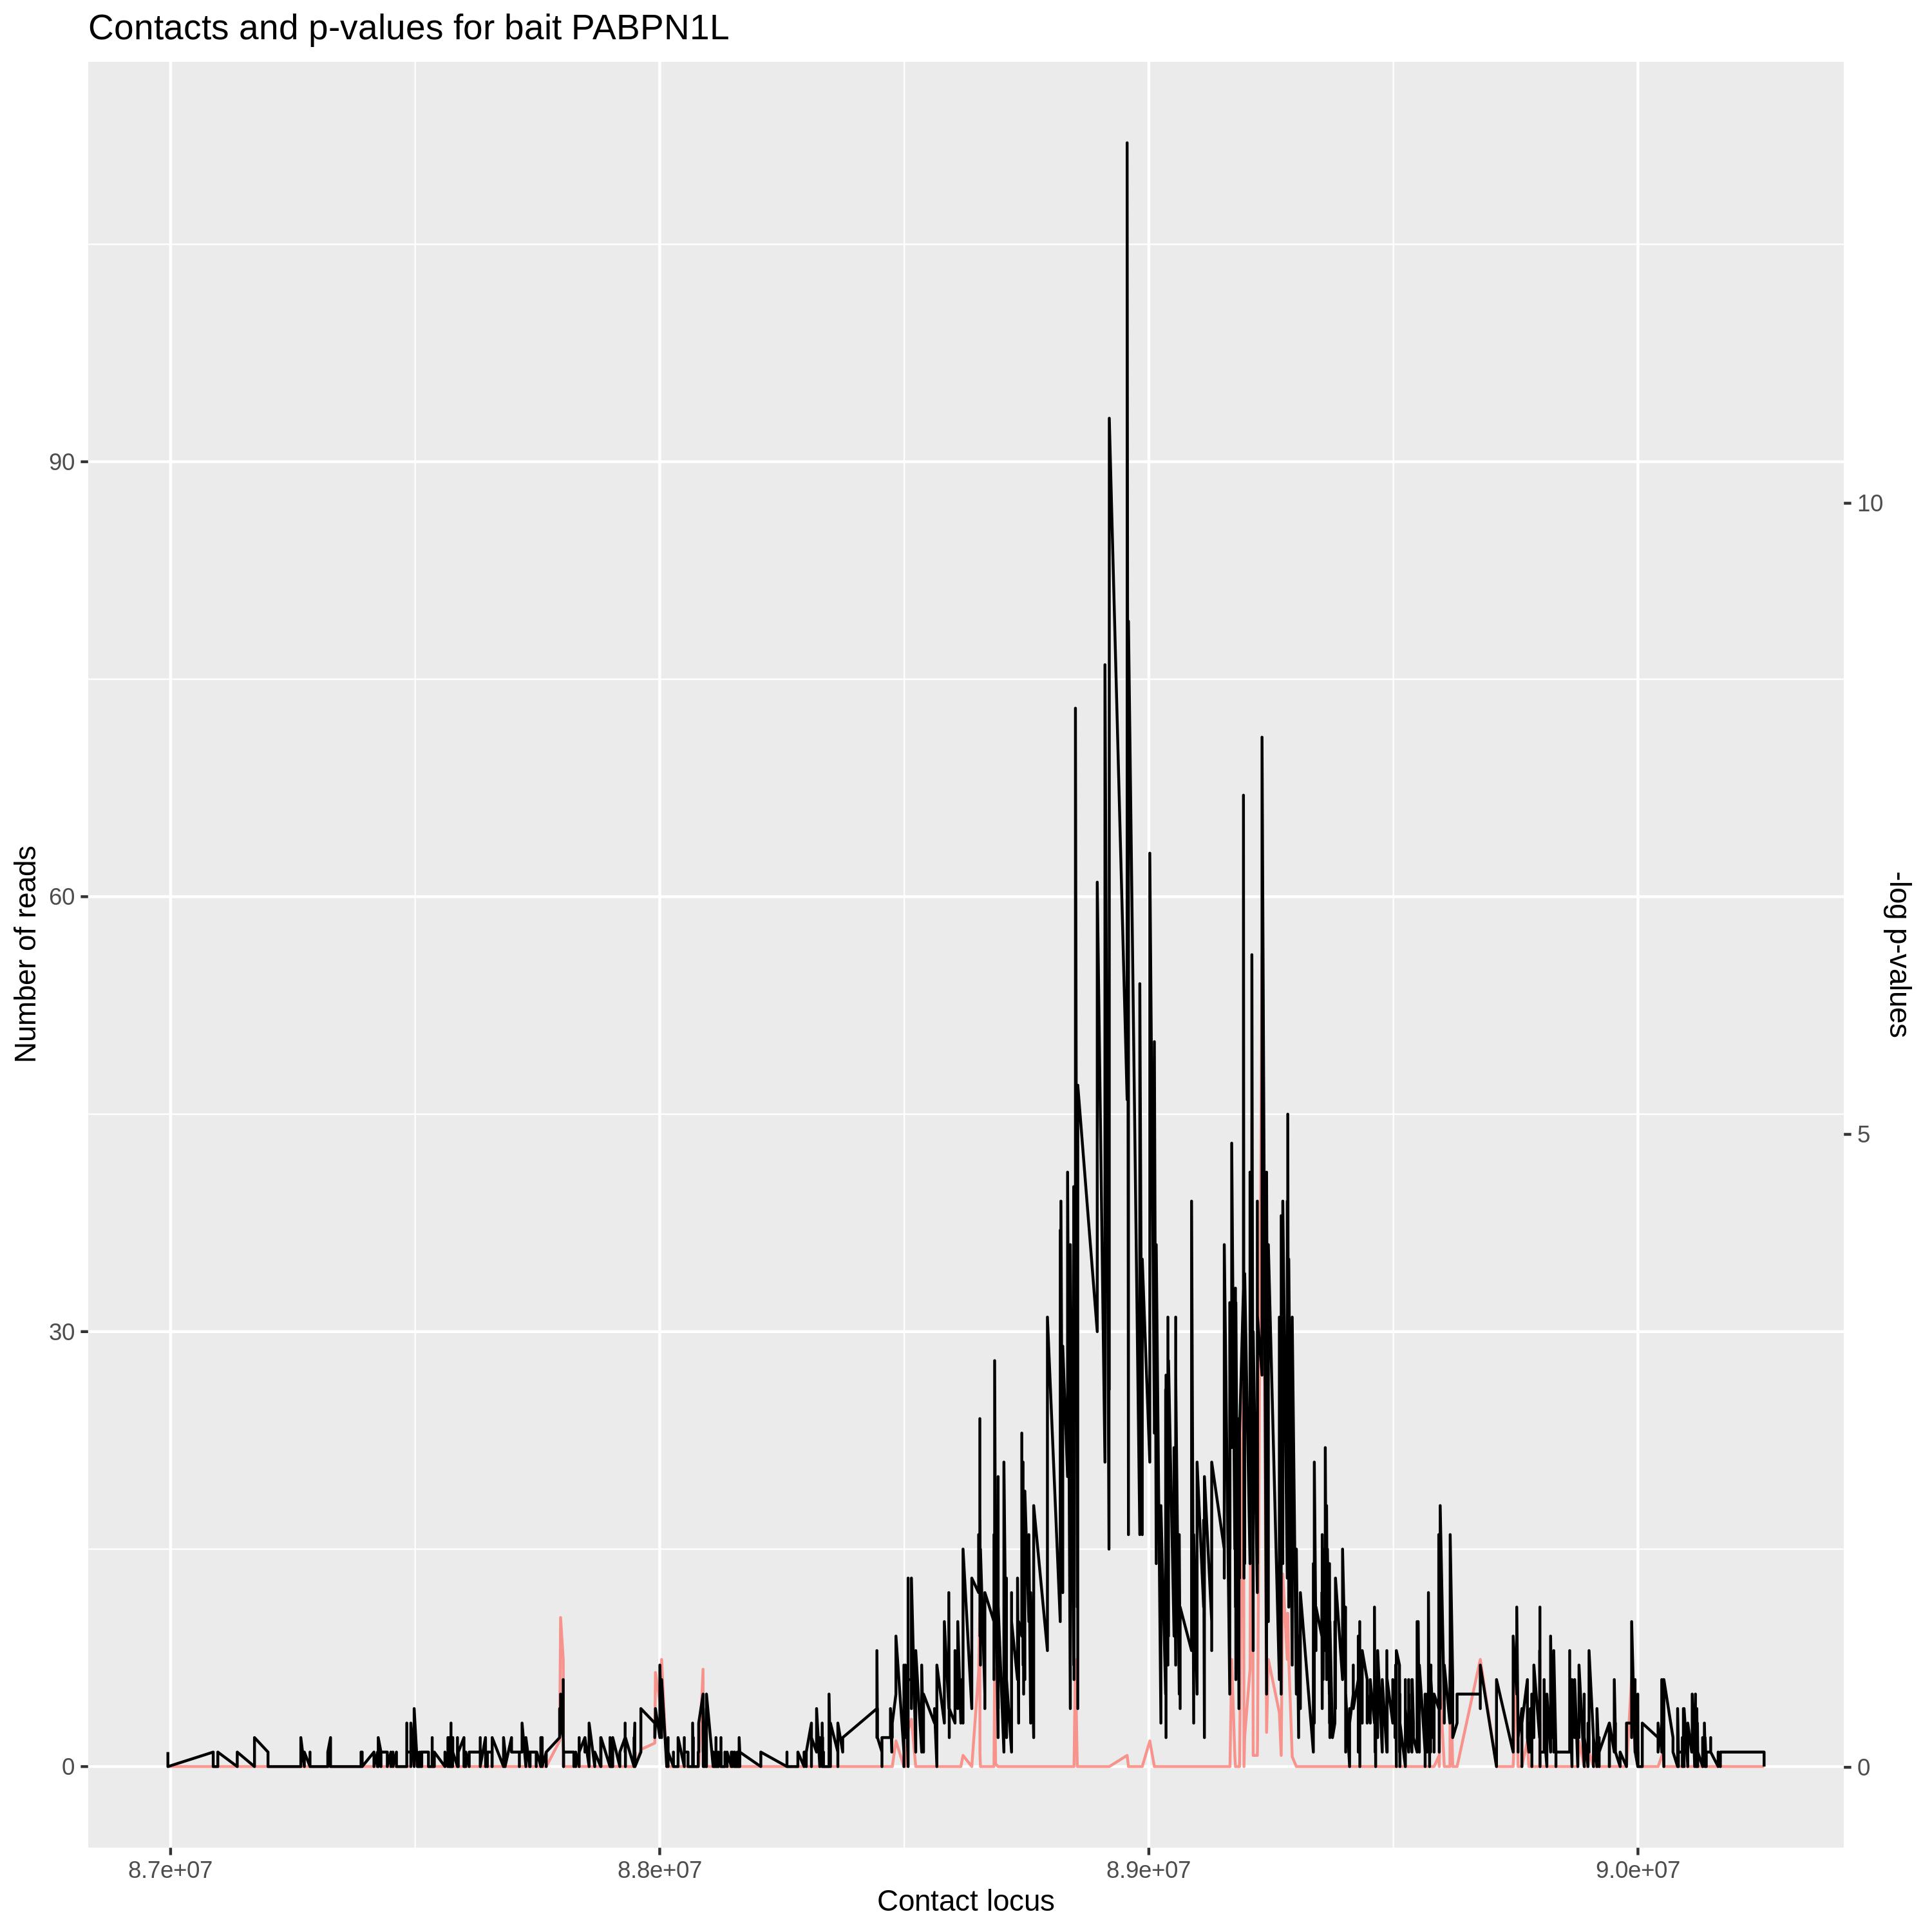 Contacts and p-values for bait PABPN1L
90
60
30
0
Number of reads
10
5
0
-log p-values
8.7e+07
8.8e+07
8.9e+07
9.0e+07
Contact locus